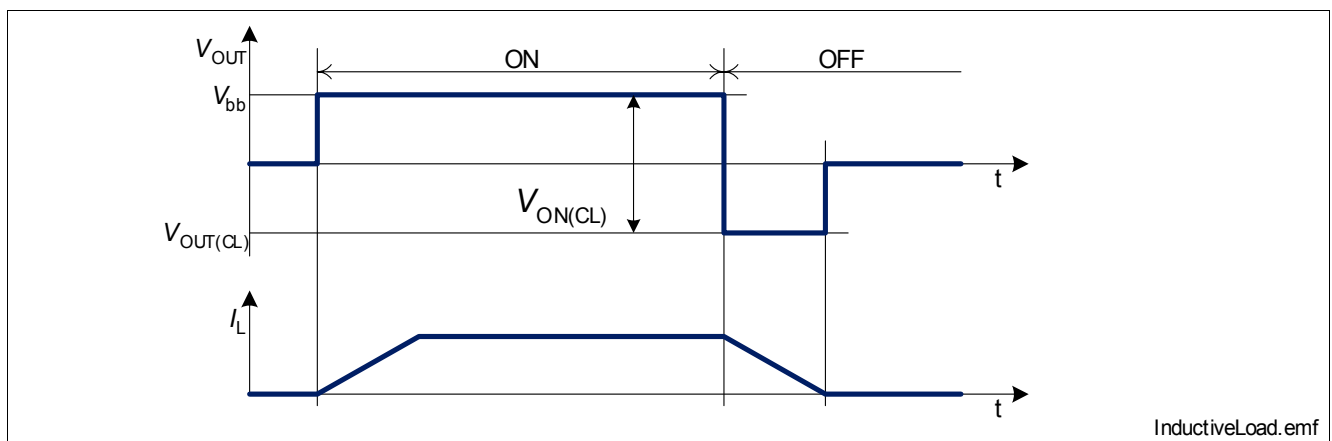 VOUT
ON
OFF
Vbb
VON(CL)
t
VOUT(CL)
IL
t
InductiveLoad.emf